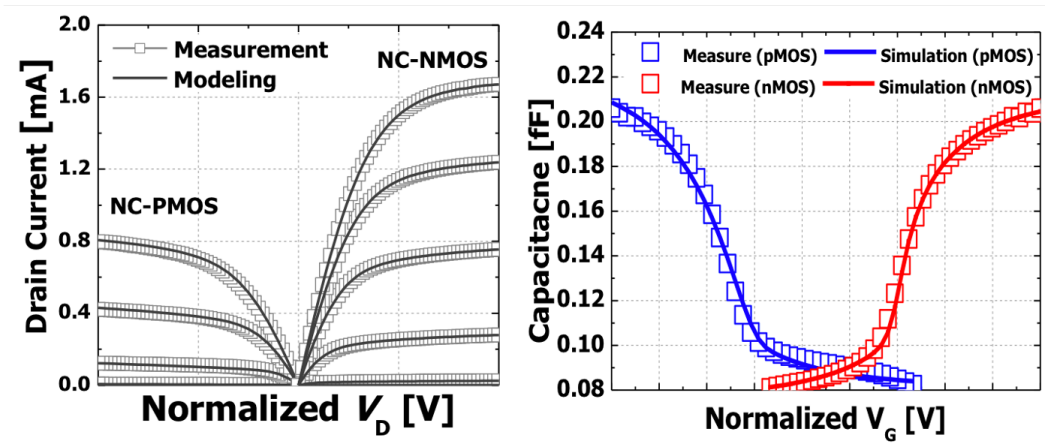 2.0
1.6
1.2
0.8
0.4
0.0
Drain Current [mA]
Measurement
Modeling
NC-NMOS
NC-PMOS
Normalized VD [V]
0.24
0.22
0.20
0.18
0.16
0.14
0.12
0.10
0.08
Capacitacne [fF]
Measure (pMOS) Simulation (pMOS)
Measure (nMOS) Simulation (nMOS)
Normalized VG [V]